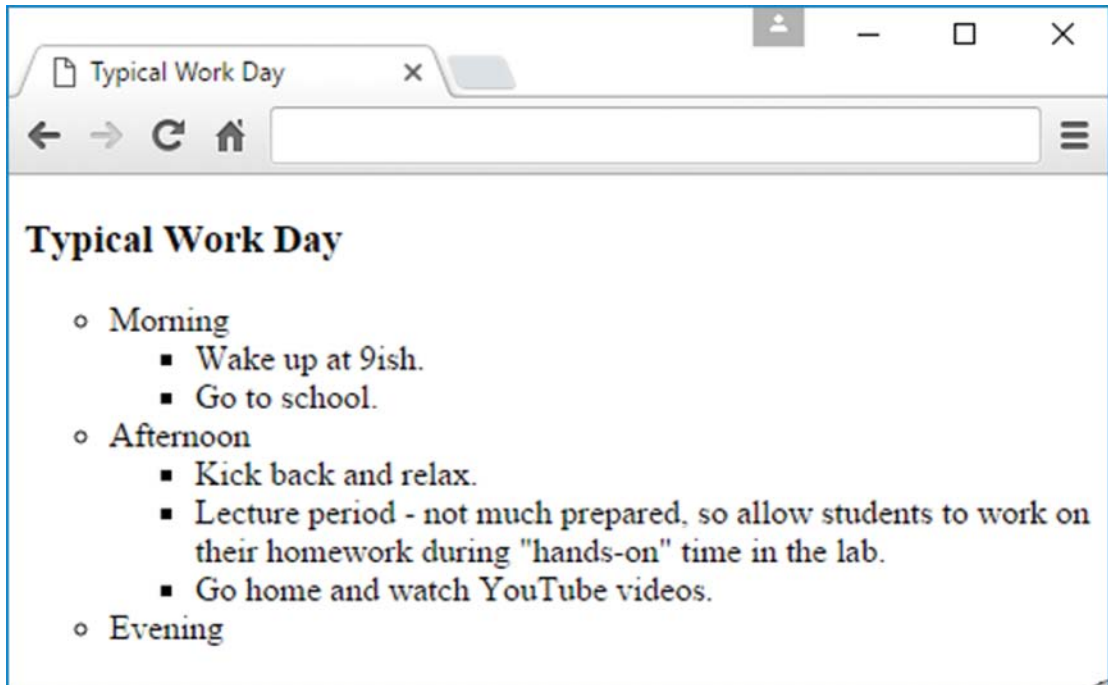 Typical Work Day
Typical Work Day
Morning
Wake up at 9ish.
Go to school.
Afternoon
Kick back and relax.
Lecture period - not much prepared, so allow students to work on
their homework during "hands-on" time in the lab.
Go home and watch YouTube videos.
Evening